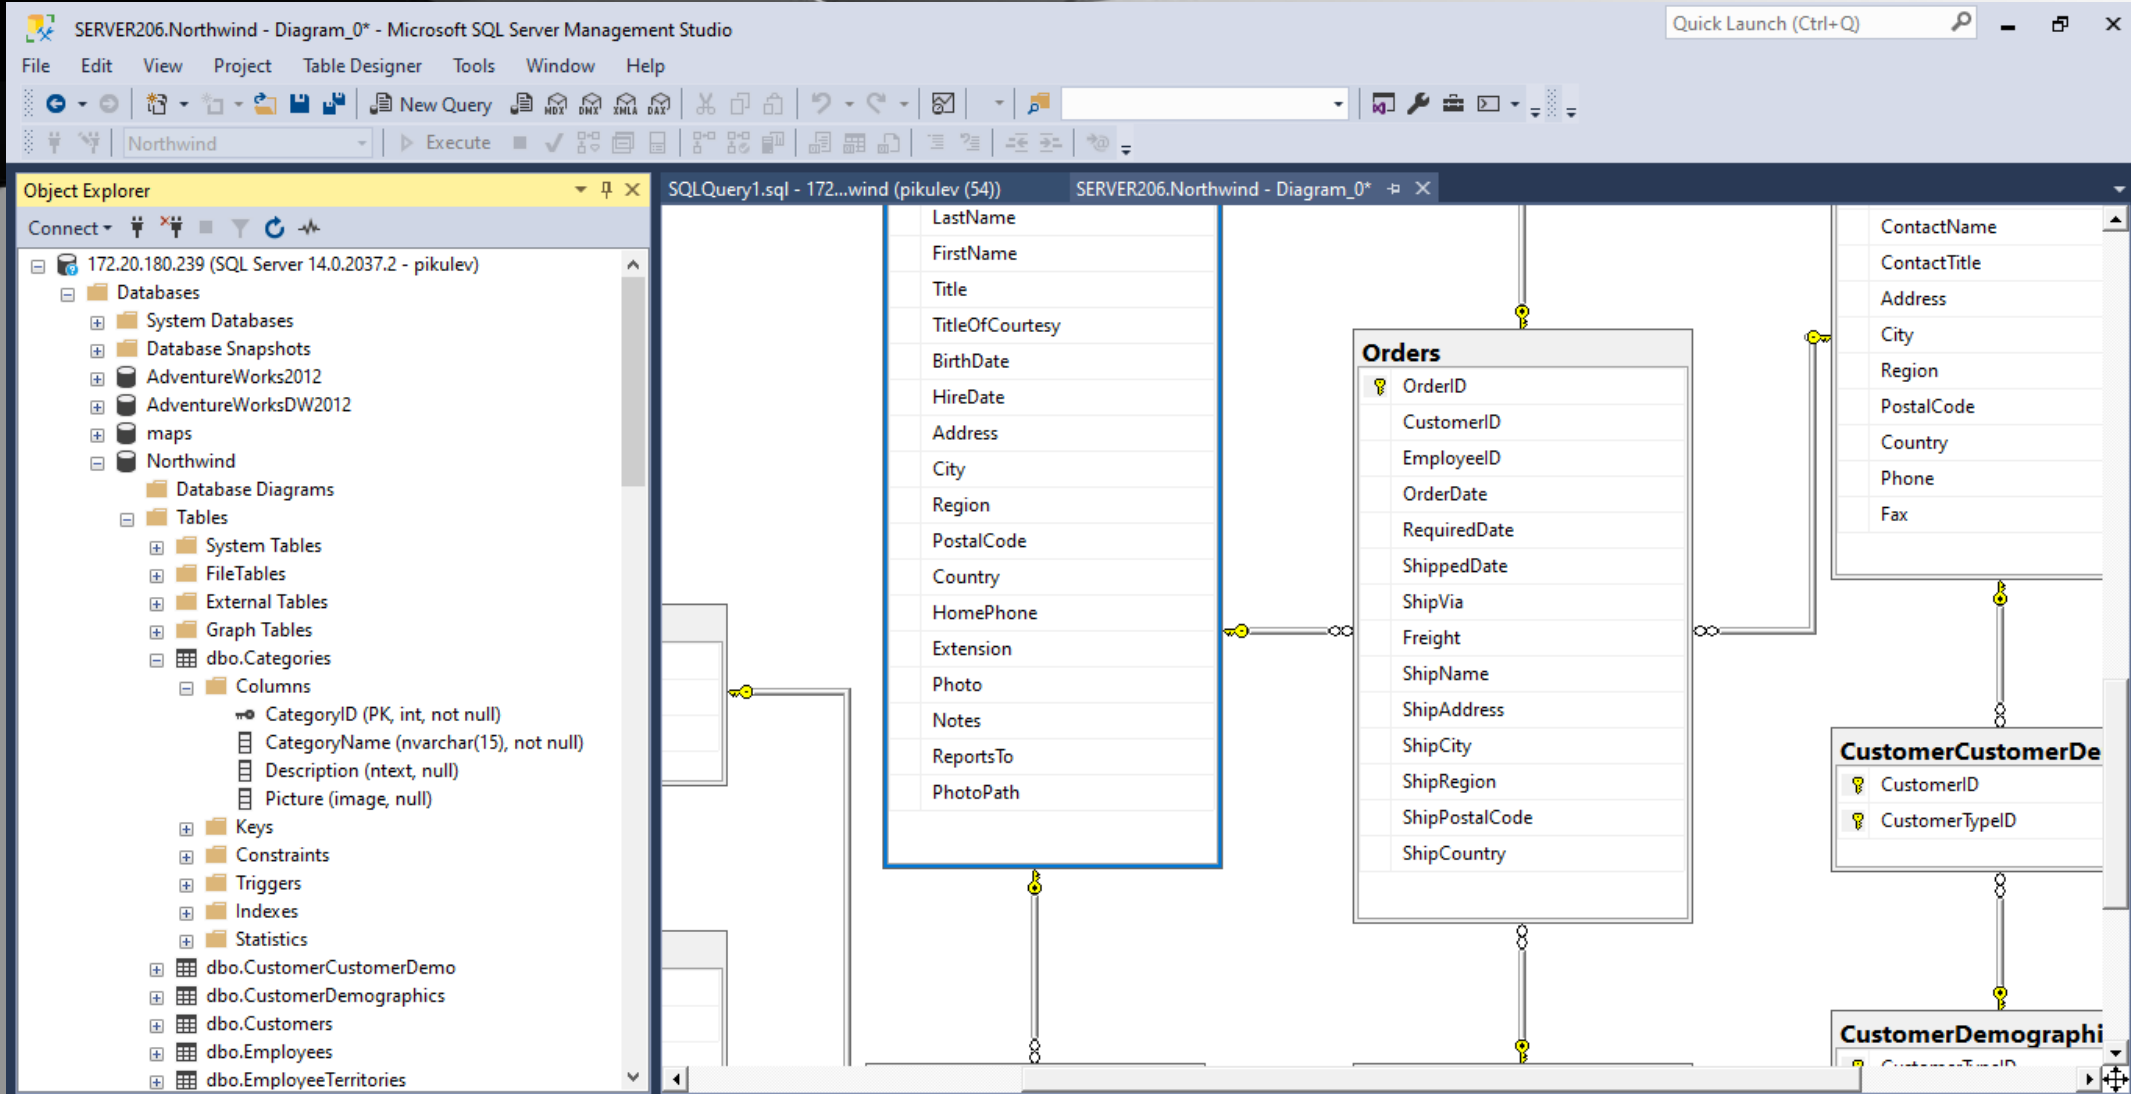 SERVER206.Northwind - Diagram_0* - Microsoft SQL Server Management Studio
Quick Launch (Ctrl+Q)
File Edit View Project Table Designer Tools Window Help
New Query MDX DMX XMLA DAX
Northwind Execute
Object Explorer
Connect
172.20.180.239 (SQL Server 14.0.2037.2 - pikulev)
Databases
System Databases
Database Snapshots
AdventureWorks2012
AdventureWorksDW2012
maps
Northwind
Database Diagrams
Tables
System Tables
FileTables
External Tables
Graph Tables
dbo.Categories
Columns
CategoryID (PK, int, not null)
CategoryName (nvarchar(15), not null)
Description (ntext, null)
Picture (image, null)
Keys
Constraints
Triggers
Indexes
Statistics
dbo.CustomerCustomerDemo
dbo.CustomerDemographics
dbo.Customers
dbo.Employees
dbo.EmployeeTerritories
SQLQuery1.sql - 172...wind (pikulev (54))
SERVER206.Northwind - Diagram_0*
LastName
FirstName
Title
TitleOfCourtesy
BirthDate
HireDate
Address
City
Region
PostalCode
Country
HomePhone
Extension
Photo
Notes
ReportsTo
PhotoPath
Orders
OrderID
CustomerID
EmployeeID
OrderDate
RequiredDate
ShippedDate
ShipVia
Freight
ShipName
ShipAddress
ShipCity
ShipRegion
ShipPostalCode
ShipCountry
ContactName
ContactTitle
Address
City
Region
PostalCode
Country
Phone
Fax
CustomerCustomerDe
CustomerID
CustomerTypeID
CustomerDemographi
CustomerTypeID